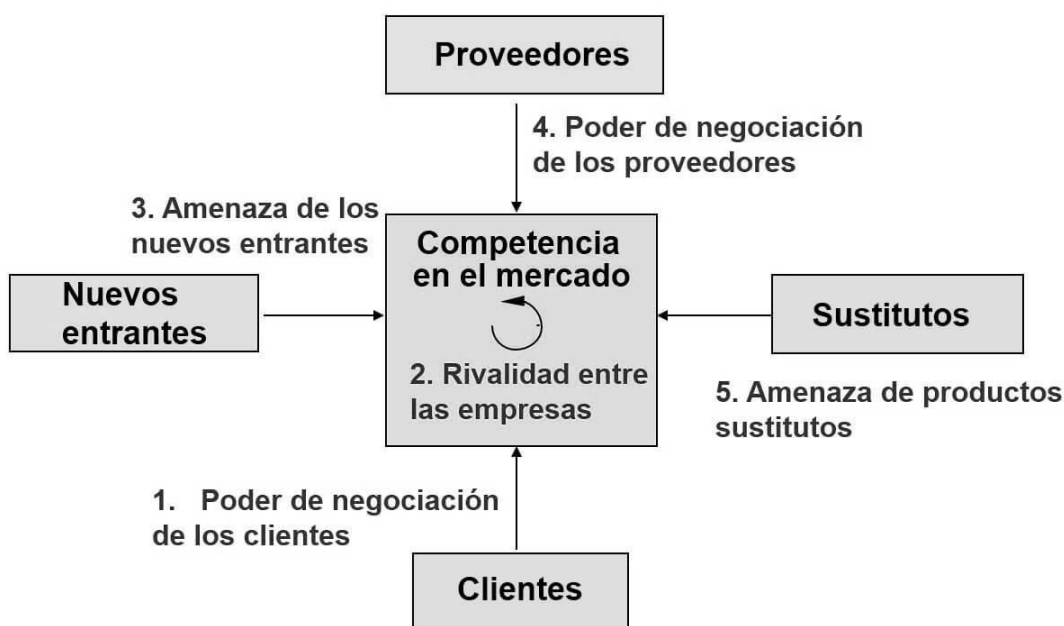 Proveedores
4. Poder de negociación
de los proveedores
3. Amenaza de los
nuevos entrantes
Competencia
en el mercado
Nuevos
entrantes
Sustitutos
2. Rivalidad entre
las empresas
5. Amenaza de productos
sustitutos
1. Poder de negociación
de los clientes
Clientes